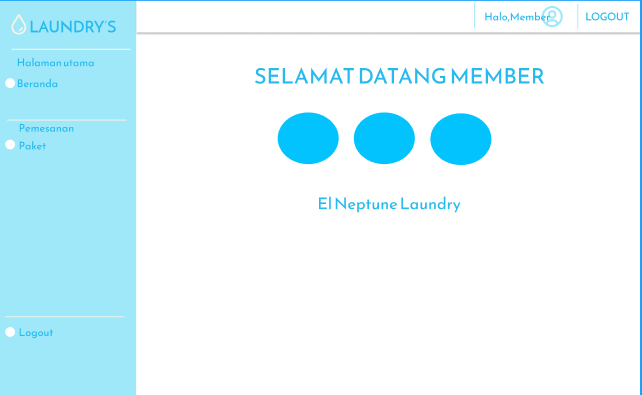 LAUNDRY'S
Halaman utama
Beranda
Pemesanan
Paket
Logout
Halo,Member
LOGOUT
SELAMAT DATANG MEMBER
El Neptune Laundry